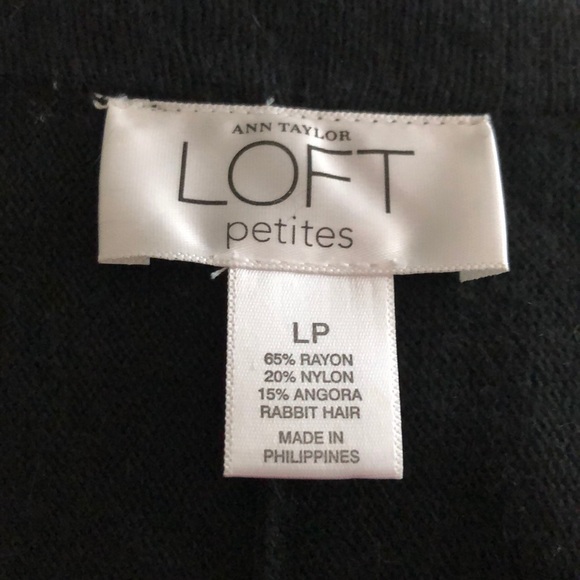 ANN TAYLOR
LOFT
petites
LP
65% RAYON
20% NYLON
15% ANGORA
RABBIT HAIR
MADE IN
PHILIPPINES